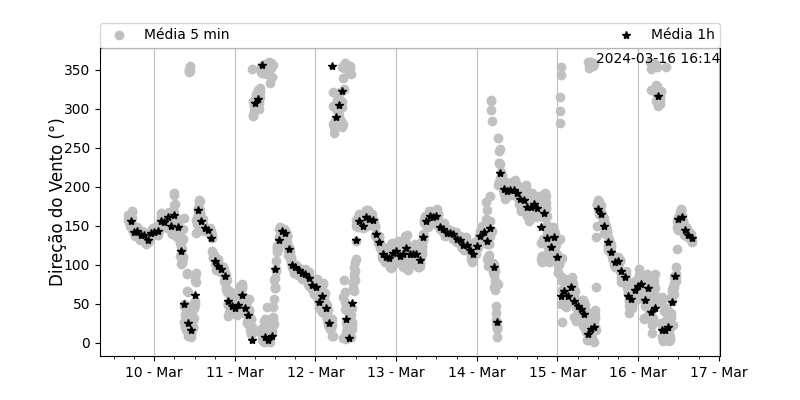 Média 5 min
Média 1h
2024-03-16 16:14
Direção do Vento (°)
350
300
250
200
150
100
50
0
10 - Mar
11 - Mar
12 - Mar
13 - Mar
14 - Mar
15 - Mar
16 - Mar
17 - Mar